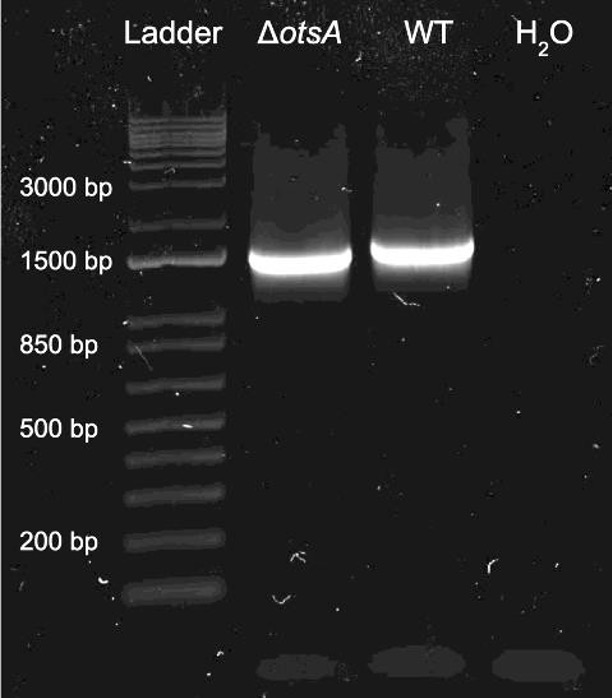 Ladder ΔotsA WT H₂O
3000 bp
1500 bp
850 bp
500 bp
200 bp